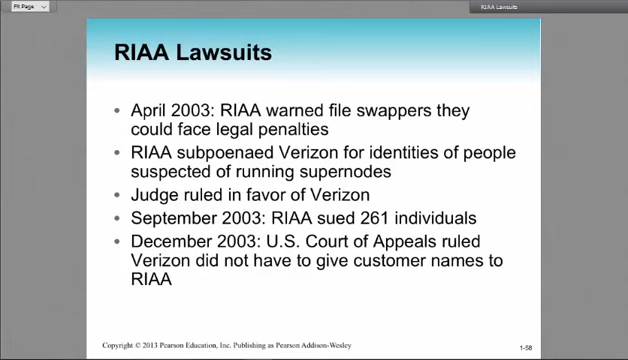 Fit Page
RIAA Lawsuits
RIAA Lawsuits
• April 2003: RIAA warned file swappers they
could face legal penalties
• RIAA subpoenaed Verizon for identities of people
suspected of running supernodes
• Judge ruled in favor of Verizon
• September 2003: RIAA sued 261 individuals
• December 2003: U.S. Court of Appeals ruled
Verizon did not have to give customer names to
RIAA
Copyright © 2013 Pearson Education, Inc. Publishing as Pearson Addison-Wesley
1-58